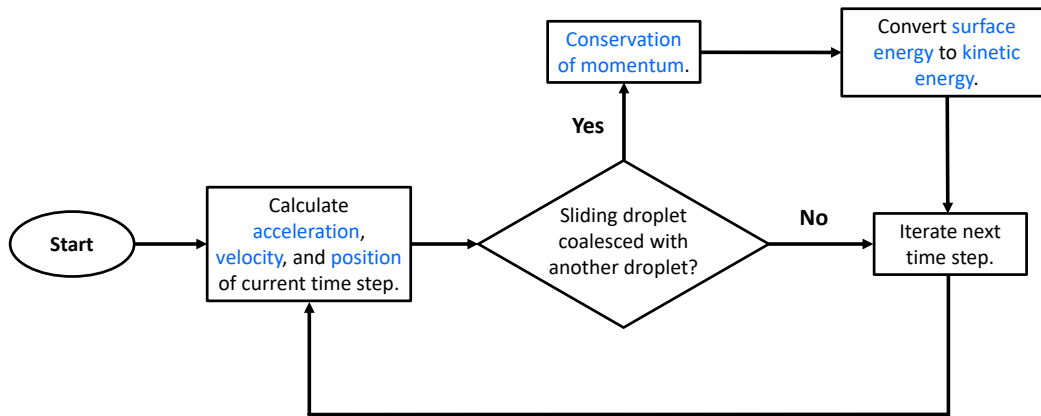 Start
Calculate
acceleration,
velocity, and position
of current time step.
Sliding droplet
coalesced with
another droplet?
Yes
Conservation
of momentum.
Convert surface
energy to kinetic
energy.
No
Iterate next
time step.